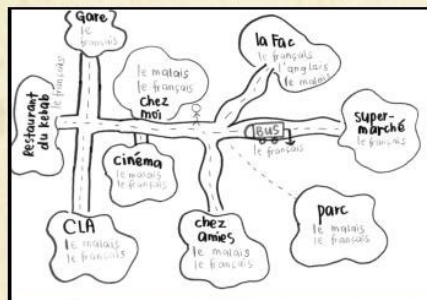 Gare
le
français
la Fac
le français
l'anglais
le malais
le malais
le français
chez
moi
Restaurant
du kebab
le français
BUS
le français
super-
marché
le français
cinéma
le malais
le français
CLA
le malais
le français
chez
amies
le malais
le français
parc
le malais
le français